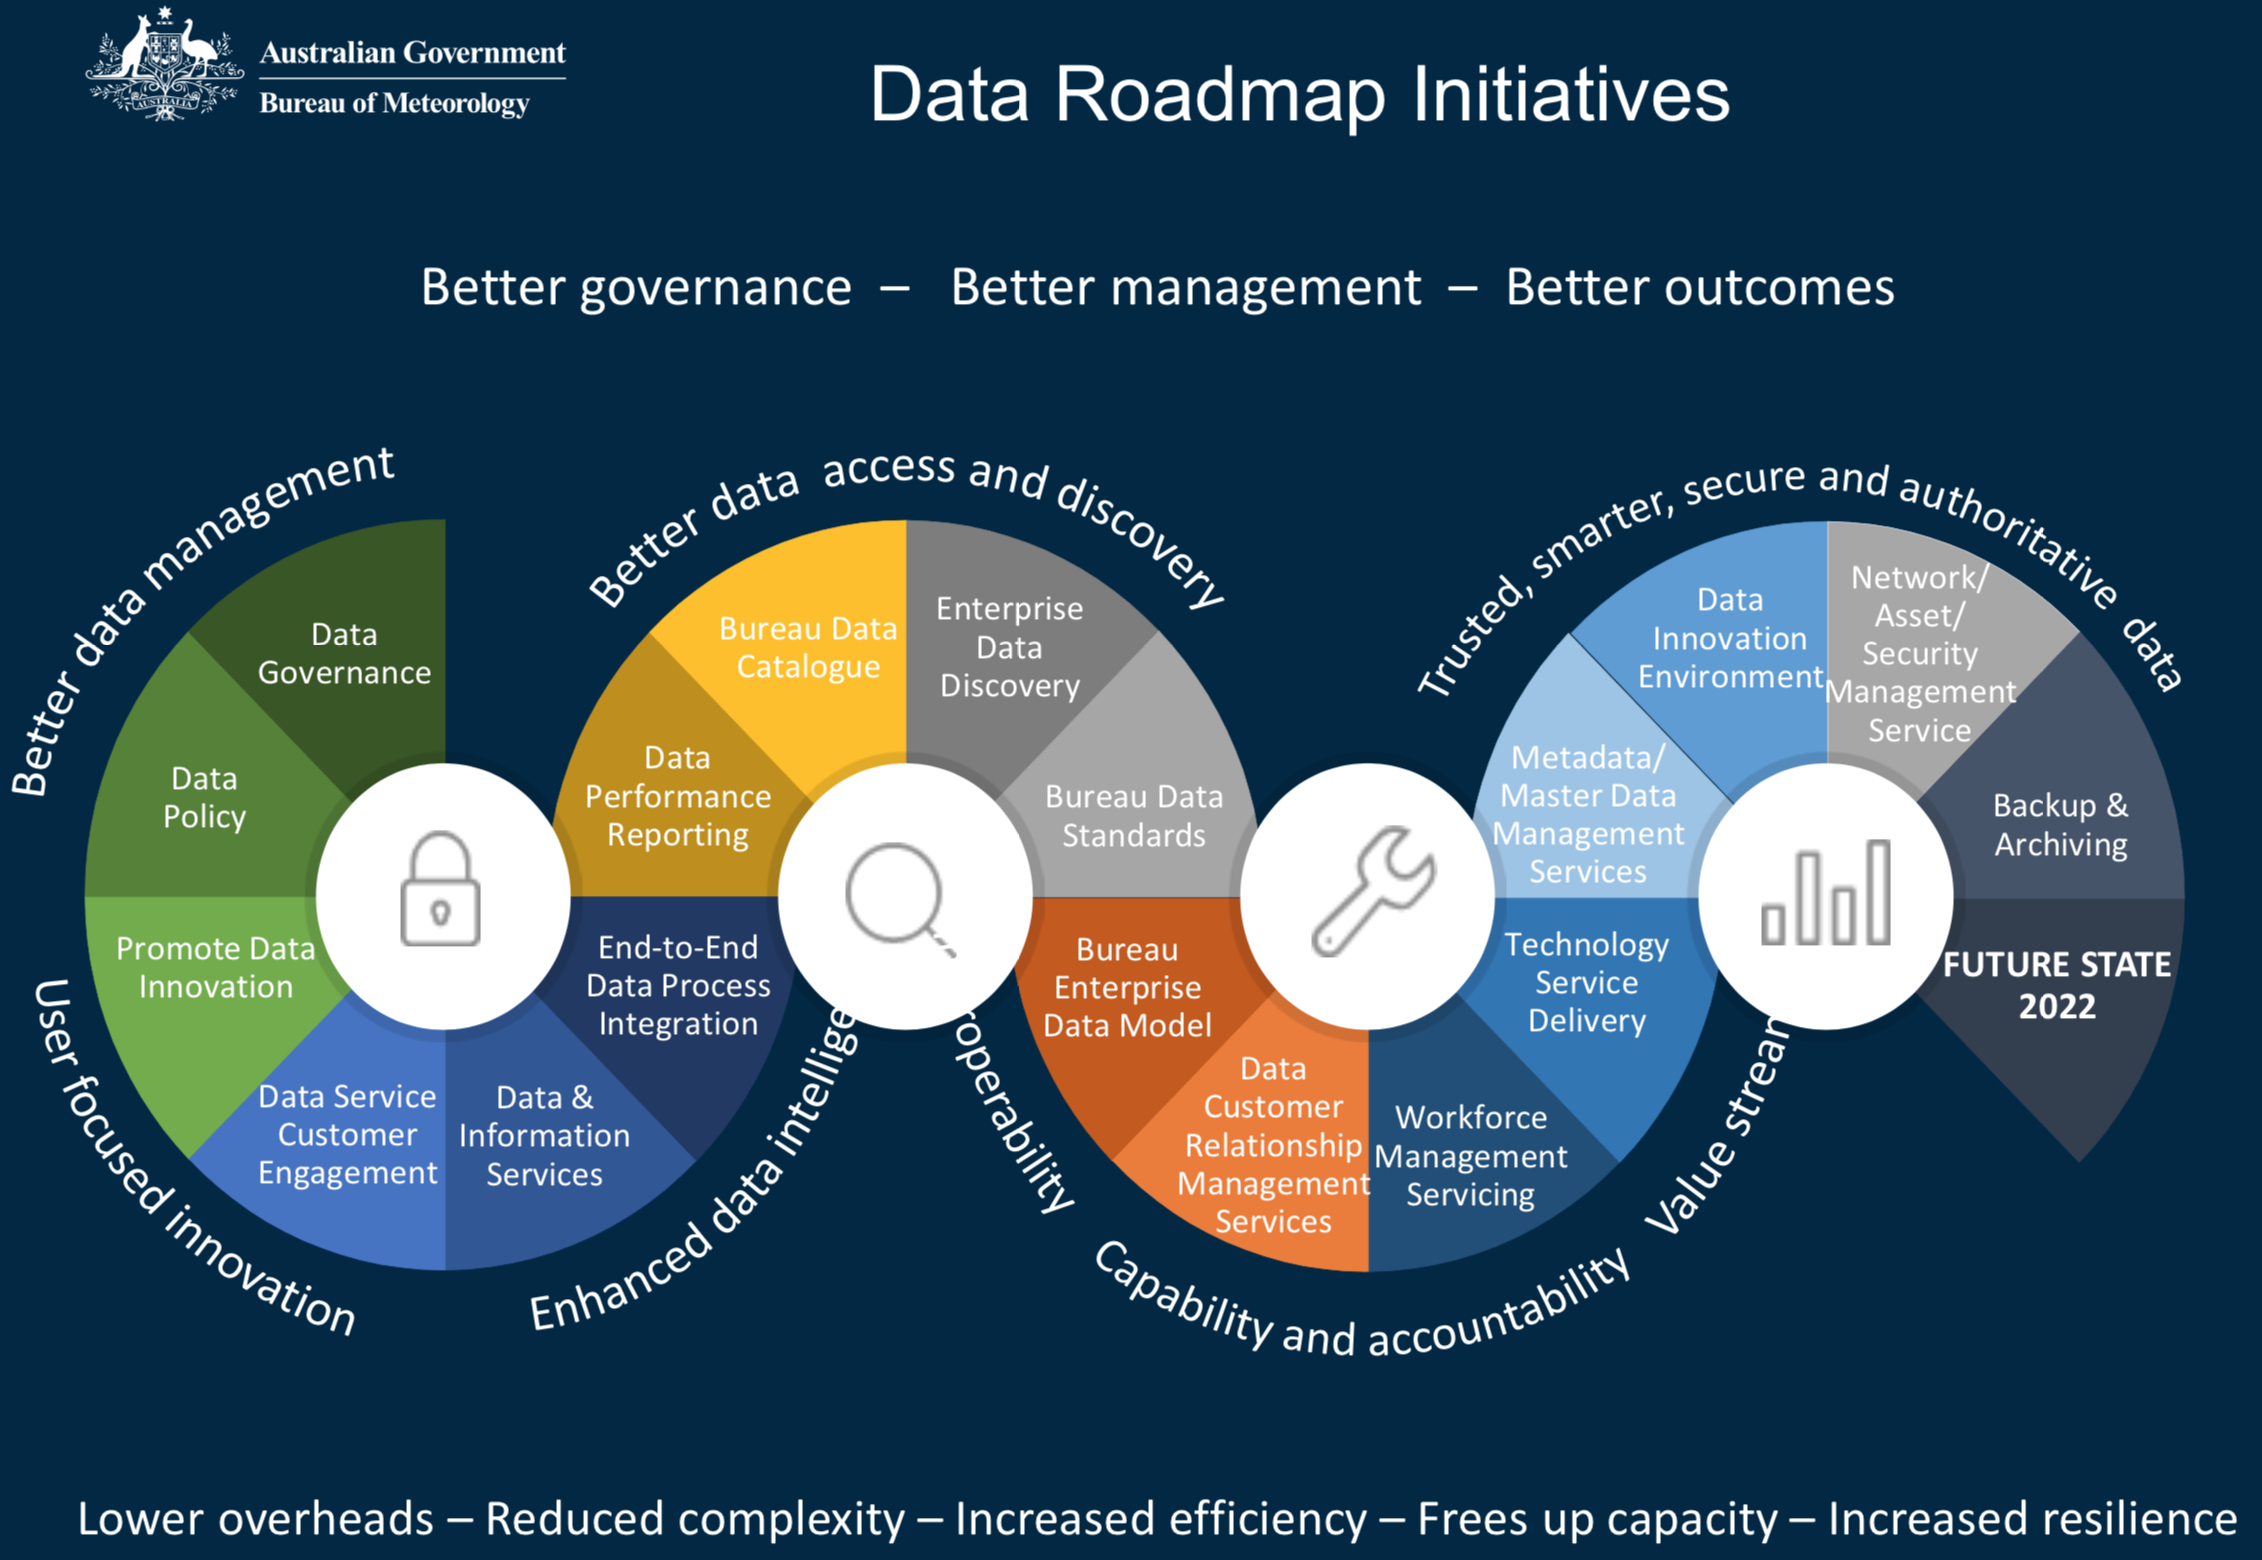 Australian Government
Bureau of Meteorology
AUSTRALIA
Data Roadmap Initiatives
Better governance – Better management – Better outcomes
Better data management
Data
Governance
Data
Policy
Promote Data
Innovation
User focused innovation
Data Service
Customer
Engagement
Data &
Information
Services
End-to-End
Data Process
Integration
Enhanced data intellige
Data
Performance
Reporting
Bureau Data
Catalogue
Better data access and discovery
Enterprise
Data
Discovery
Bureau Data
Standards
roperability
Bureau
Enterprise
Data Model
Data
Customer
Relationship
Management
Services
Capability and accountability
Workforce
Management
Servicing
Technology
Service
Delivery
Value strean
Metadata/
Master Data
Management
Services
Data
Innovation
Environment
Trusted, smarter, secure and authoritative data
Network/
Asset/
Security
Management
Service
Backup &
Archiving
FUTURE STATE
2022
Lower overheads – Reduced complexity – Increased efficiency – Frees up capacity – Increased resilience